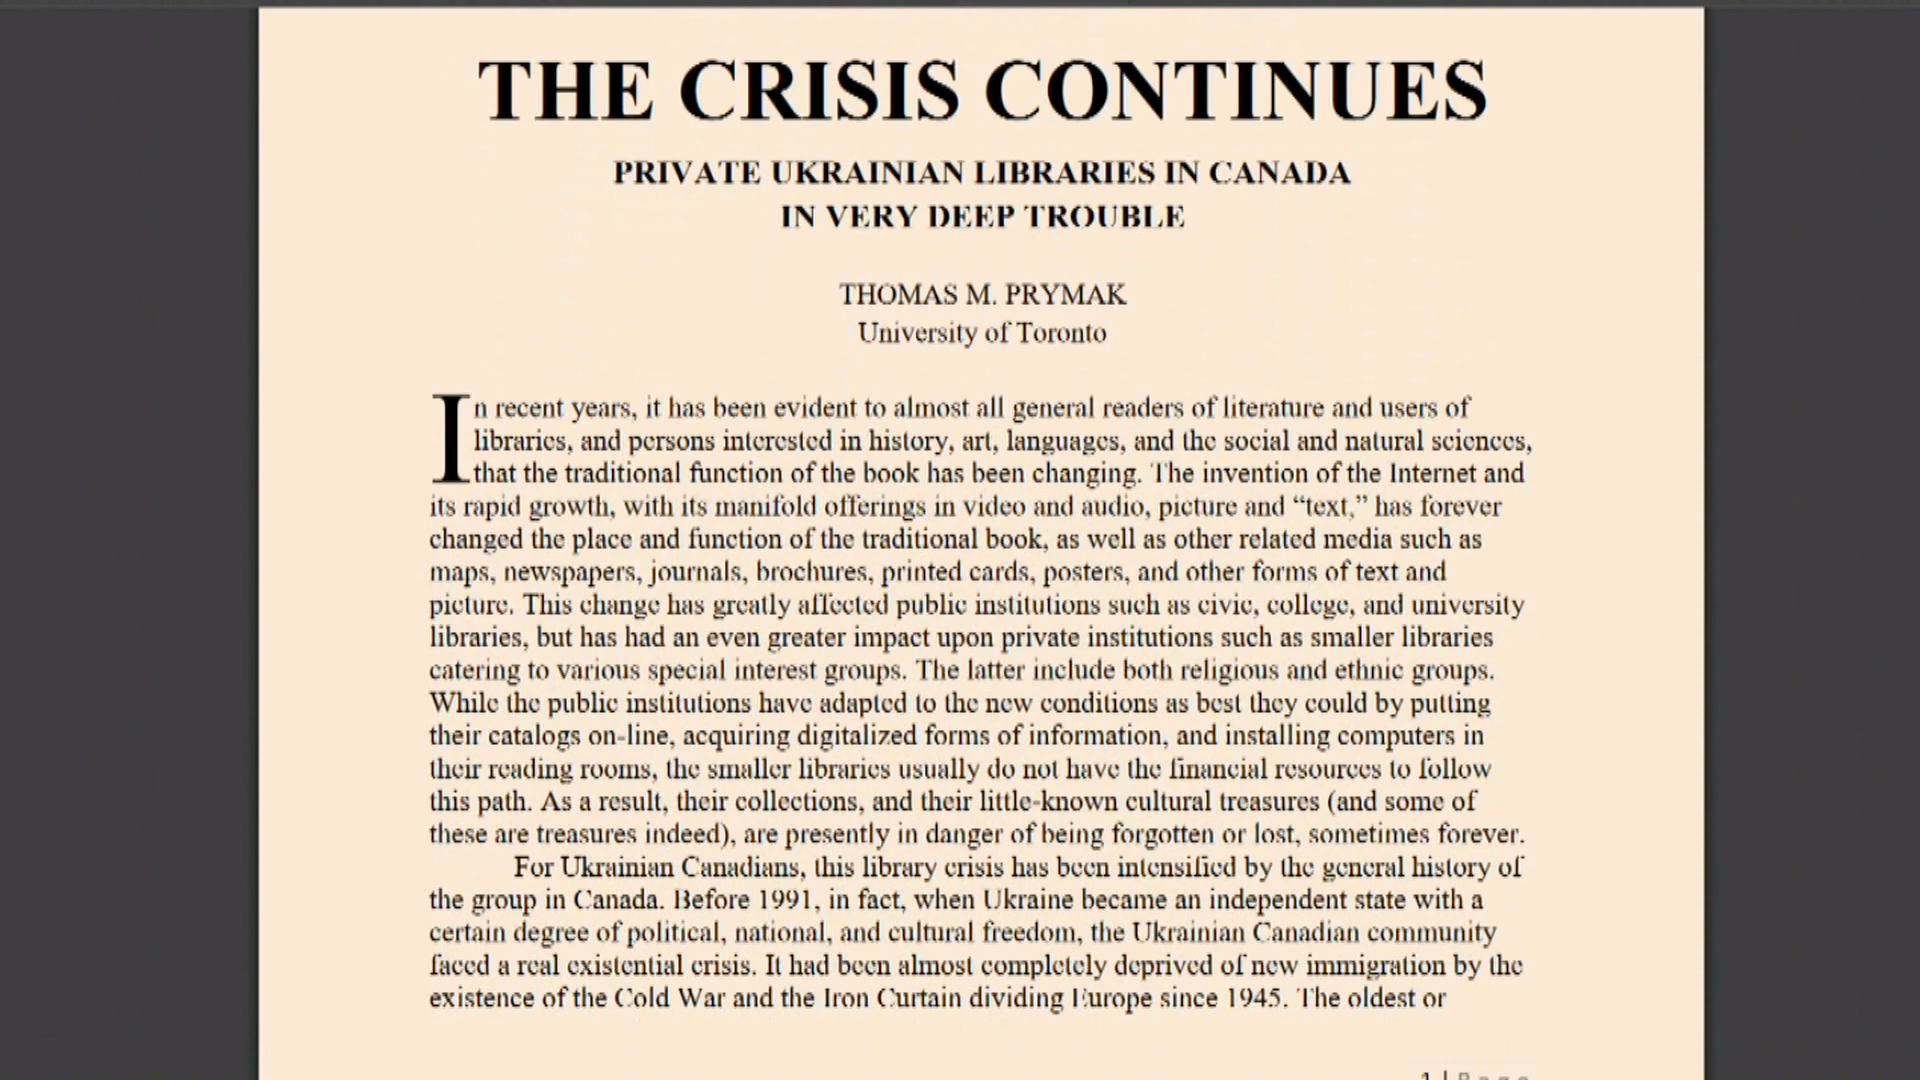 THE CRISIS CONTINUES
PRIVATE UKRAINIAN LIBRARIES IN CANADA
IN VERY DEEP TROUBLE
THOMAS M. PRYMAK
University of Toronto
In recent years, it has been evident to almost all general readers of literature and users of
libraries, and persons interested in history, art, languages, and the social and natural sciences,
that the traditional function of the book has been changing. The invention of the Internet and
its rapid growth, with its manifold offerings in video and audio, picture and “text,” has forever
changed the place and function of the traditional book, as well as other related media such as
maps, newspapers, journals, brochures, printed cards, posters, and other forms of text and
picture. This change has greatly affected public institutions such as civic, college, and university
libraries, but has had an even greater impact upon private institutions such as smaller libraries
catering to various special interest groups. The latter include both religious and ethnic groups.
While the public institutions have adapted to the new conditions as best they could by putting
their catalogs on-line, acquiring digitalized forms of information, and installing computers in
their reading rooms, the smaller libraries usually do not have the financial resources to follow
this path. As a result, their collections, and their little-known cultural treasures (and some of
these are treasures indeed), are presently in danger of being forgotten or lost, sometimes forever.
For Ukrainian Canadians, this library crisis has been intensified by the general history of
the group in Canada. Before 1991, in fact, when Ukraine became an independent state with a
certain degree of political, national, and cultural freedom, the Ukrainian Canadian community
faced a real existential crisis. It had been almost completely deprived of new immigration by the
existence of the Cold War and the Iron Curtain dividing Europe since 1945. The oldest or